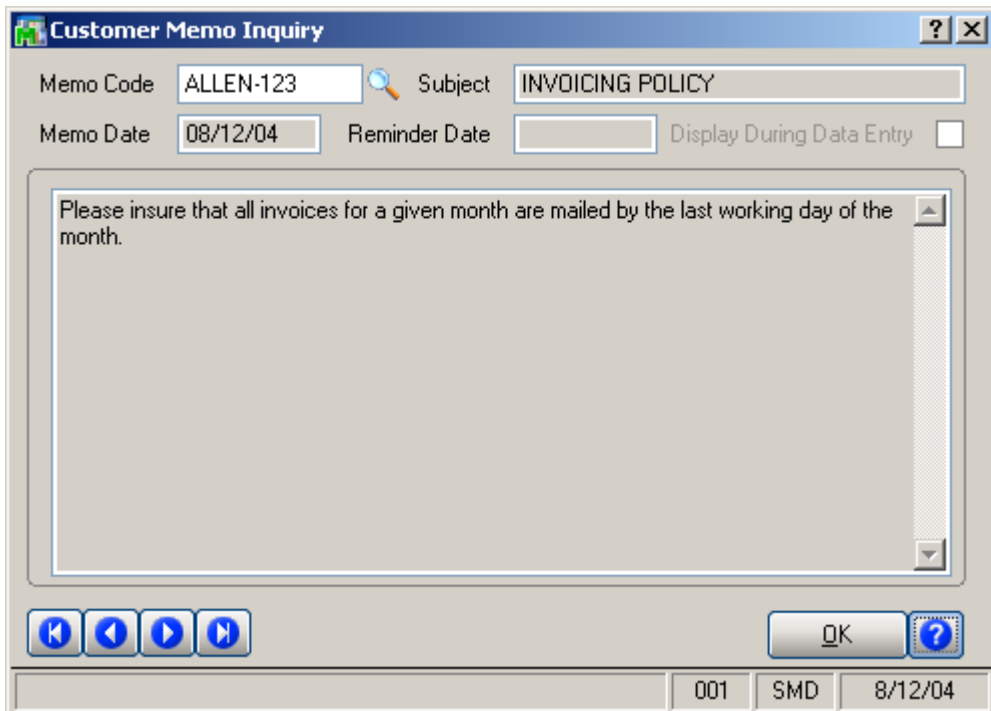 Customer Memo Inquiry
Memo Code ALLEN-123 Subject INVOICING POLICY
Memo Date 08/12/04 Reminder Date Display During Data Entry
Please insure that all invoices for a given month are mailed by the last working day of the
month.
OK
001 SMD 8/12/04